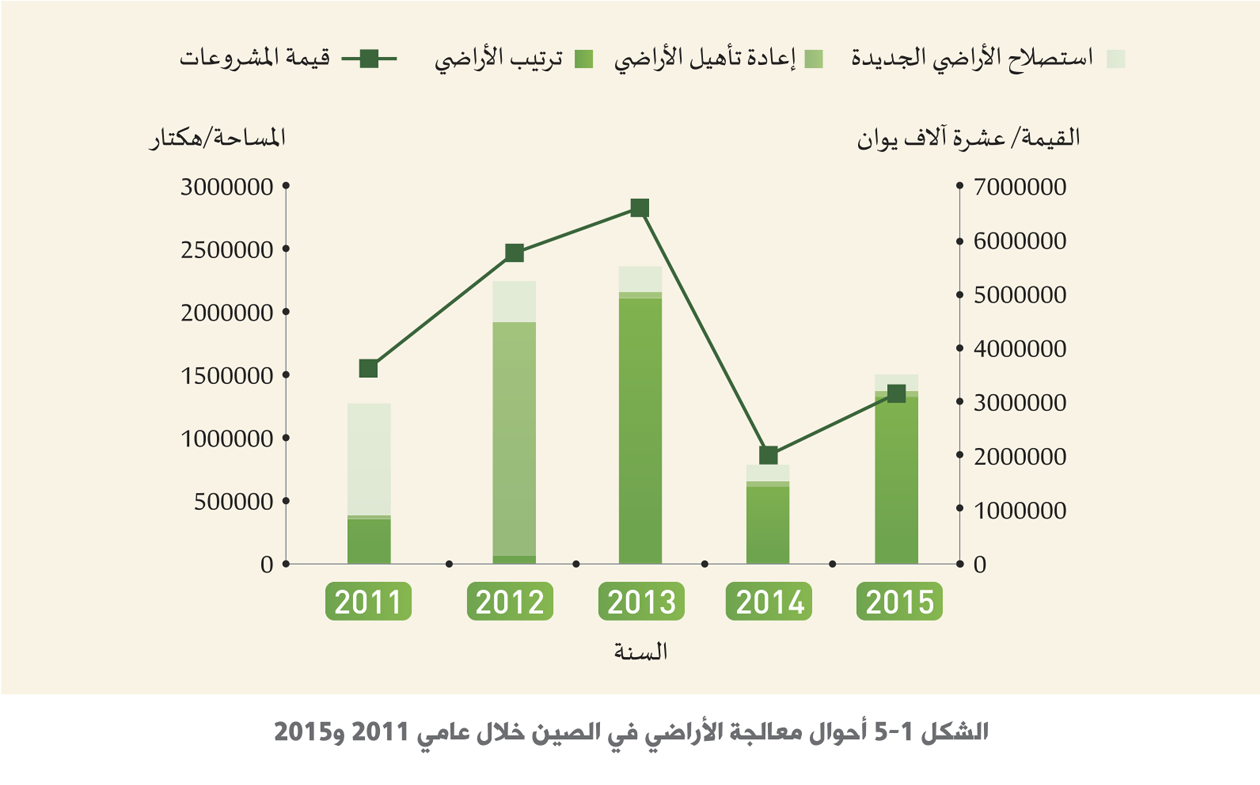 استصلاح الأراضي الجديدة إعادة تأهيل الأراضي ترتيب الأراضي قيمة المشروعات
القيمة/ عشرة آلاف يوان
المساحة/هكتار
7000000
6000000
5000000
4000000
3000000
2000000
1000000
0
3000000
2500000
2000000
1500000
1000000
500000
0
2011 2012 2013 2014 2015
السنة
الشكل 1-5 أحوال معالجة الأراضي في الصين خلال عامي 2011 و2015